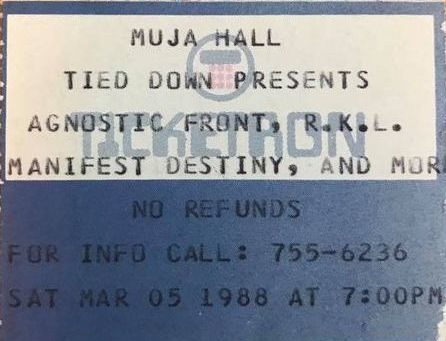 MUJA HALL
TIED DOWN PRESENTS
AGNOSTIC FRONT, R.K.L.
TICKETRON
MANIFEST DESTINY, AND MOR
NO REFUNDS
FOR INFO CALL: 755-6236
SAT MAR 05 1988 AT 7:00PM